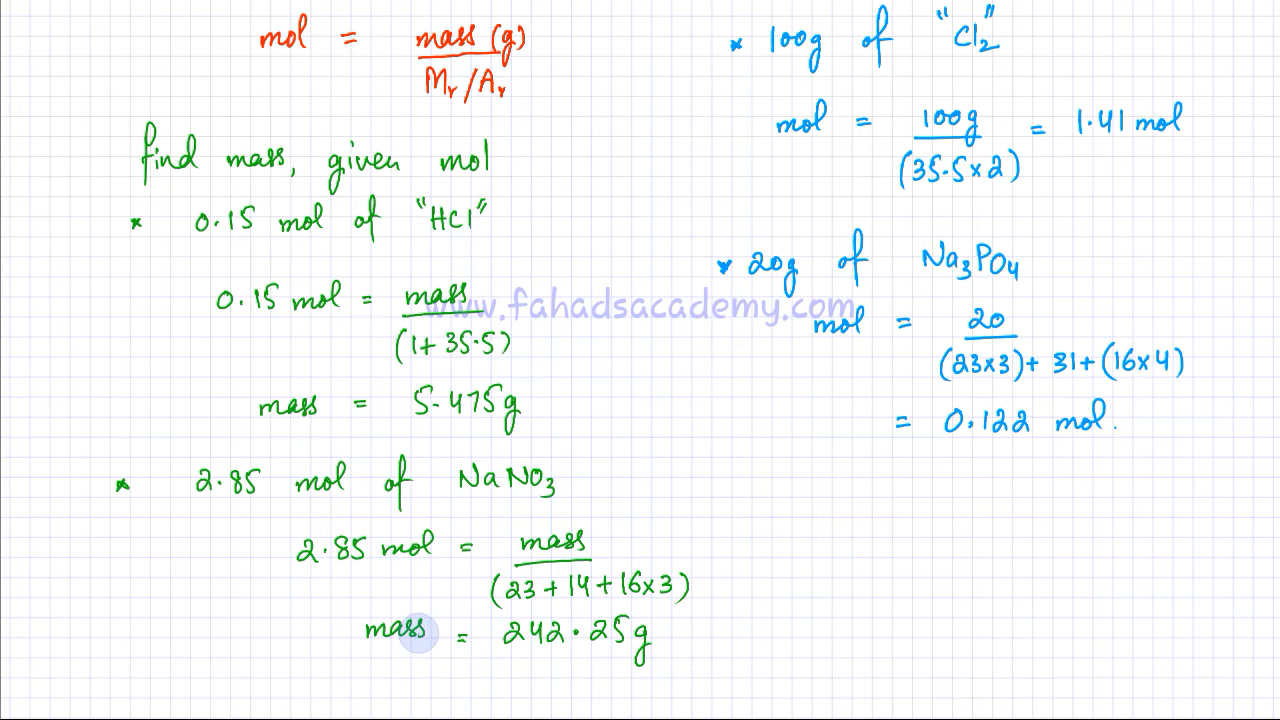 mol = mass (g)
Mr/Ar
find mass, given mol
* 0.15 mol of "HCl"
0.15 mol = mass
(1+ 35.5)
mass = 5.475g
* 2.85 mol of NaNO3
2.85 mol = mass
(23 + 14 + 16x3)
mass = 242.25g
* 100g of "Cl2"
mol = 100g = 1.41 mol
(35.5x2)
* 20g of Na3PO4
mol = 20
(23x3)+ 31+(16x4)
= 0.122 mol.
www.fahadsacademy.com